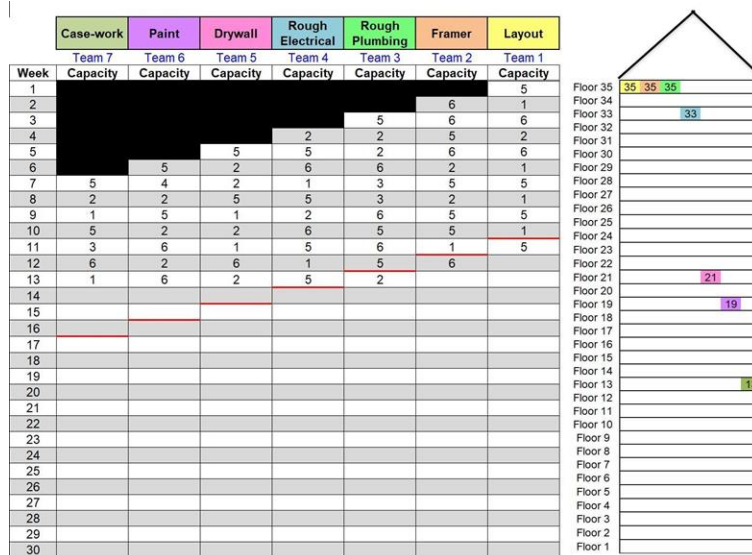 Case-work Paint Drywall Rough Electrical Rough Plumbing Framer Layout
Team 7 Team 6 Team 5 Team 4 Team 3 Team 2 Team 1
Week Capacity Capacity Capacity Capacity Capacity Capacity Capacity
1 5
2 6 1
3 5 6 6
4 2 2 5 2
5 5 5 2 6 6
6 5 2 6 6 2 1
7 5 4 2 1 3 5 5
8 2 2 5 5 3 2 1
9 1 5 1 2 6 5 5
10 5 2 2 6 5 5 1
11 3 6 1 5 6 1 5
12 6 2 6 1 5 6
13 1 6 2 5 2
14
15
16
17
18
19
20
21
22
23
24
25
26
27
28
29
30
Floor 35 35 35 35
Floor 34
Floor 33 33
Floor 32
Floor 31
Floor 30
Floor 29
Floor 28
Floor 27
Floor 26
Floor 25
Floor 24
Floor 23
Floor 22
Floor 21 21
Floor 20
Floor 19 19
Floor 18
Floor 17
Floor 16
Floor 15
Floor 14
Floor 13
Floor 12
Floor 11
Floor 10
Floor 9
Floor 8
Floor 7
Floor 6
Floor 5
Floor 4
Floor 3
Floor 2
Floor 1